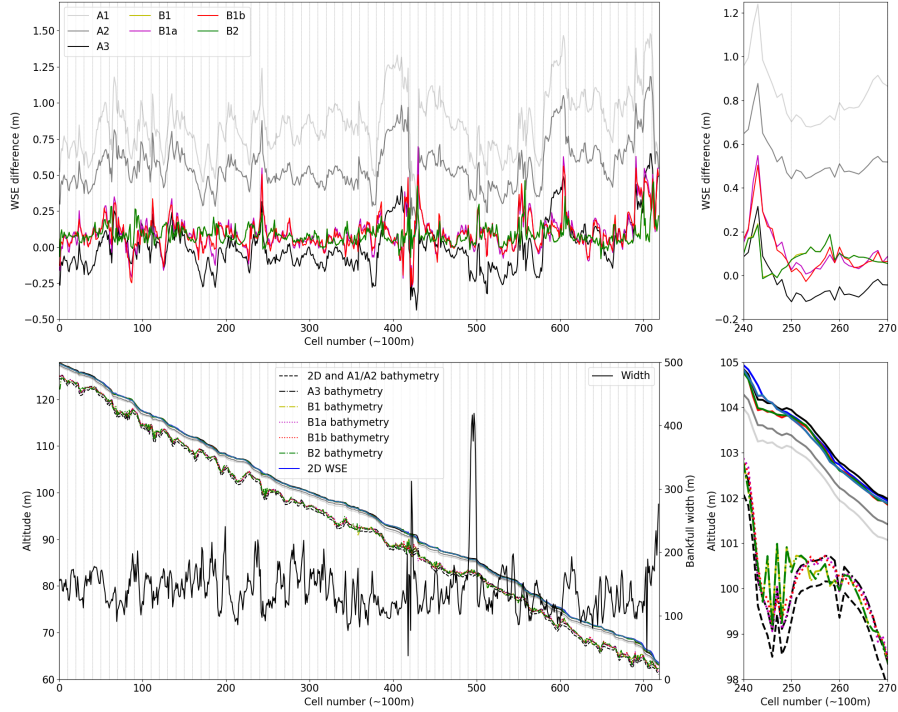 A1 B1 B1b
A2 B1a B2
A3
WSE difference (m)
1.50
1.25
1.00
0.75
0.50
0.25
0.00
−0.25
−0.50
0 100 200 300 400 500 600 700
Cell number (~100m)
WSE difference (m)
1.2
1.0
0.8
0.6
0.4
0.2
0.0
−0.2
240 250 260 270
Cell number (~100m)
2D and A1/A2 bathymetry
A3 bathymetry
B1 bathymetry
B1a bathymetry
B1b bathymetry
B2 bathymetry
2D WSE
Width
Altitude (m)
120
110
100
90
80
70
60
0 100 200 300 400 500 600 700
Cell number (~100m)
Bankfull width (m)
500
400
300
200
100
0
Altitude (m)
105
104
103
102
101
100
99
98
240 250 260 270
Cell number (~100m)